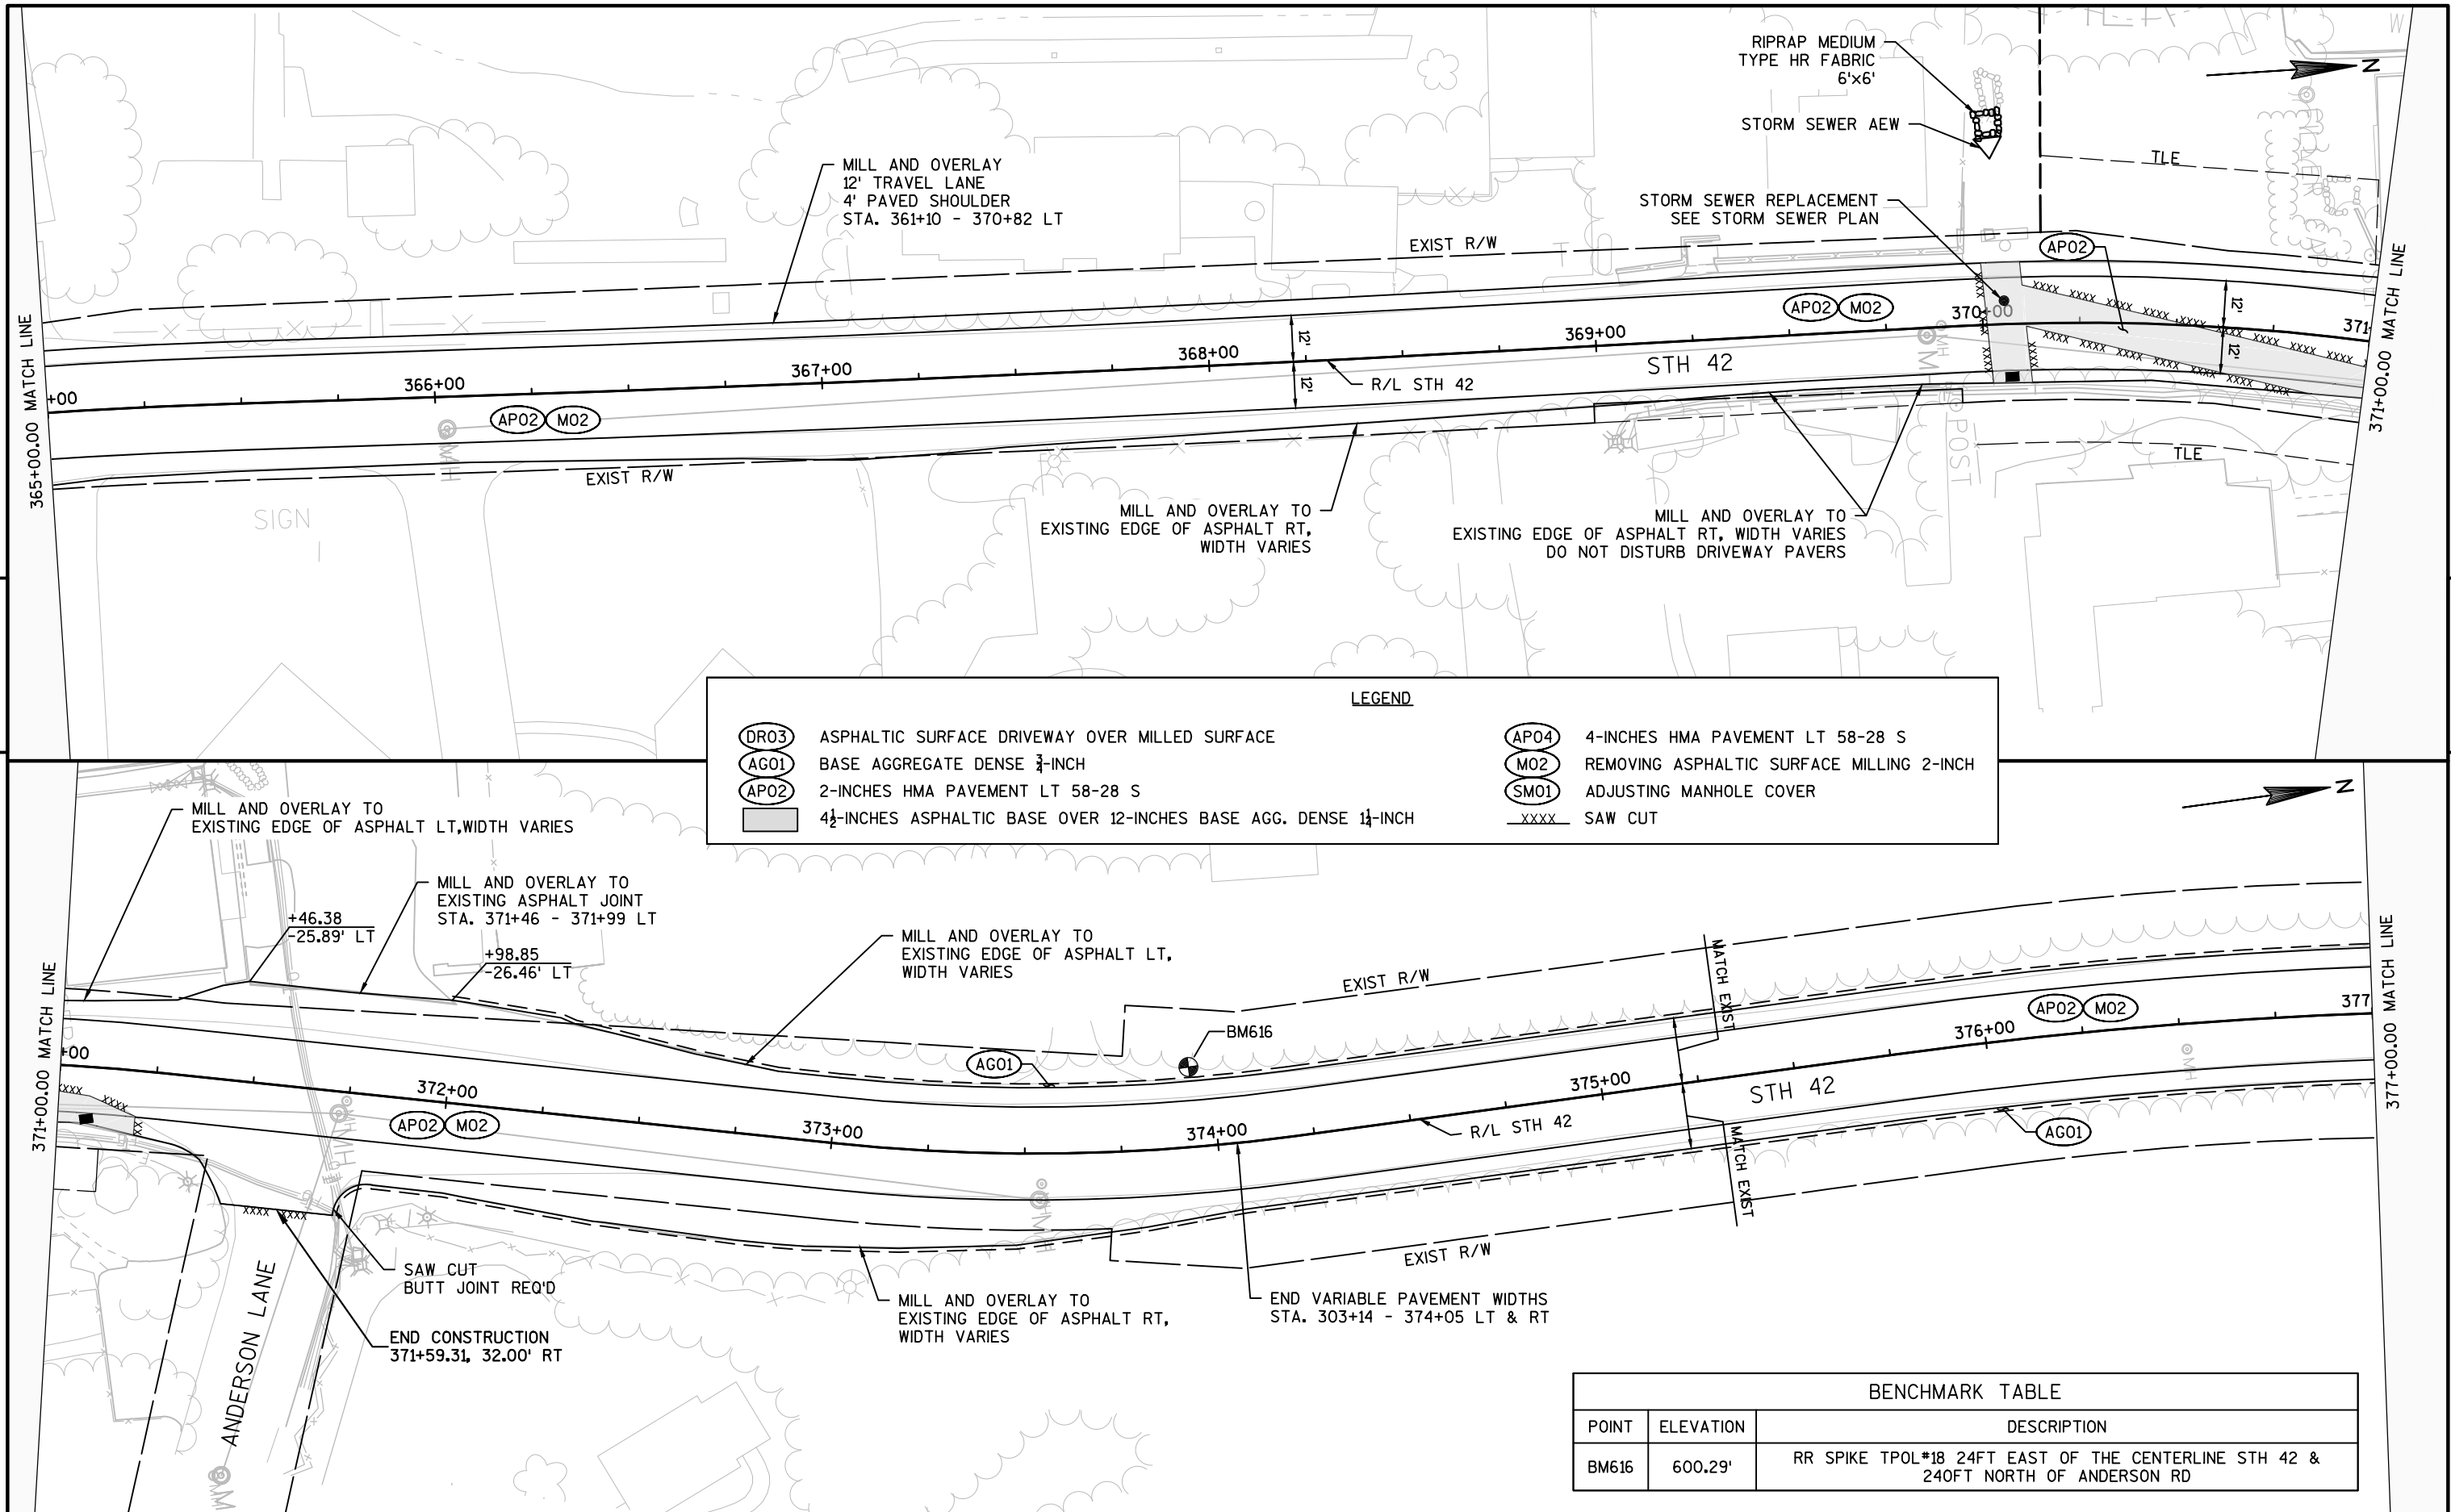 RIPRAP MEDIUM
TYPE HR FABRIC
6'x6'
N
STORM SEWER AEW
TLE
MILL AND OVERLAY
12' TRAVEL LANE
4' PAVED SHOULDER
STA. 361+10 - 370+82 LT
STORM SEWER REPLACEMENT
SEE STORM SEWER PLAN
EXIST R/W
AP02
AP02 M02
12'
12'
12'
12'
365+00.00 MATCH LINE
+00
366+00
367+00
368+00
369+00
370+00
371
371+00.00 MATCH LINE
STH 42
R/L STH 42
AP02 M02
MH
MH
POST
TLE
EXIST R/W
SIGN
MILL AND OVERLAY TO
EXISTING EDGE OF ASPHALT RT,
WIDTH VARIES
MILL AND OVERLAY TO
EXISTING EDGE OF ASPHALT RT, WIDTH VARIES
DO NOT DISTURB DRIVEWAY PAVERS
LEGEND
DR03 ASPHALTIC SURFACE DRIVEWAY OVER MILLED SURFACE
AG01 BASE AGGREGATE DENSE 3/4-INCH
AP02 2-INCHES HMA PAVEMENT LT 58-28 S
4 1/2-INCHES ASPHALTIC BASE OVER 12-INCHES BASE AGG. DENSE 1 1/4-INCH
AP04 4-INCHES HMA PAVEMENT LT 58-28 S
M02 REMOVING ASPHALTIC SURFACE MILLING 2-INCH
SM01 ADJUSTING MANHOLE COVER
XXXX SAW CUT
N
MILL AND OVERLAY TO
EXISTING EDGE OF ASPHALT LT,WIDTH VARIES
MILL AND OVERLAY TO
EXISTING ASPHALT JOINT
STA. 371+46 - 371+99 LT
+46.38
-25.89' LT
+98.85
-26.46' LT
MILL AND OVERLAY TO
EXISTING EDGE OF ASPHALT LT,
WIDTH VARIES
EXIST R/W
MATCH EXIST
BM616
AG01
AP02 M02
371+00.00 MATCH LINE
+00
372+00
373+00
374+00
375+00
376+00
377
377+00.00 MATCH LINE
STH 42
R/L STH 42
AP02 M02
MH
AG01
MATCH EXIST
EXIST R/W
SAW CUT
BUTT JOINT REQ'D
END CONSTRUCTION
371+59.31, 32.00' RT
ANDERSON LANE
MILL AND OVERLAY TO
EXISTING EDGE OF ASPHALT RT,
WIDTH VARIES
END VARIABLE PAVEMENT WIDTHS
STA. 303+14 - 374+05 LT & RT
BENCHMARK TABLE
POINT ELEVATION DESCRIPTION
BM616 600.29' RR SPIKE TPOL#18 24FT EAST OF THE CENTERLINE STH 42 &
240FT NORTH OF ANDERSON RD